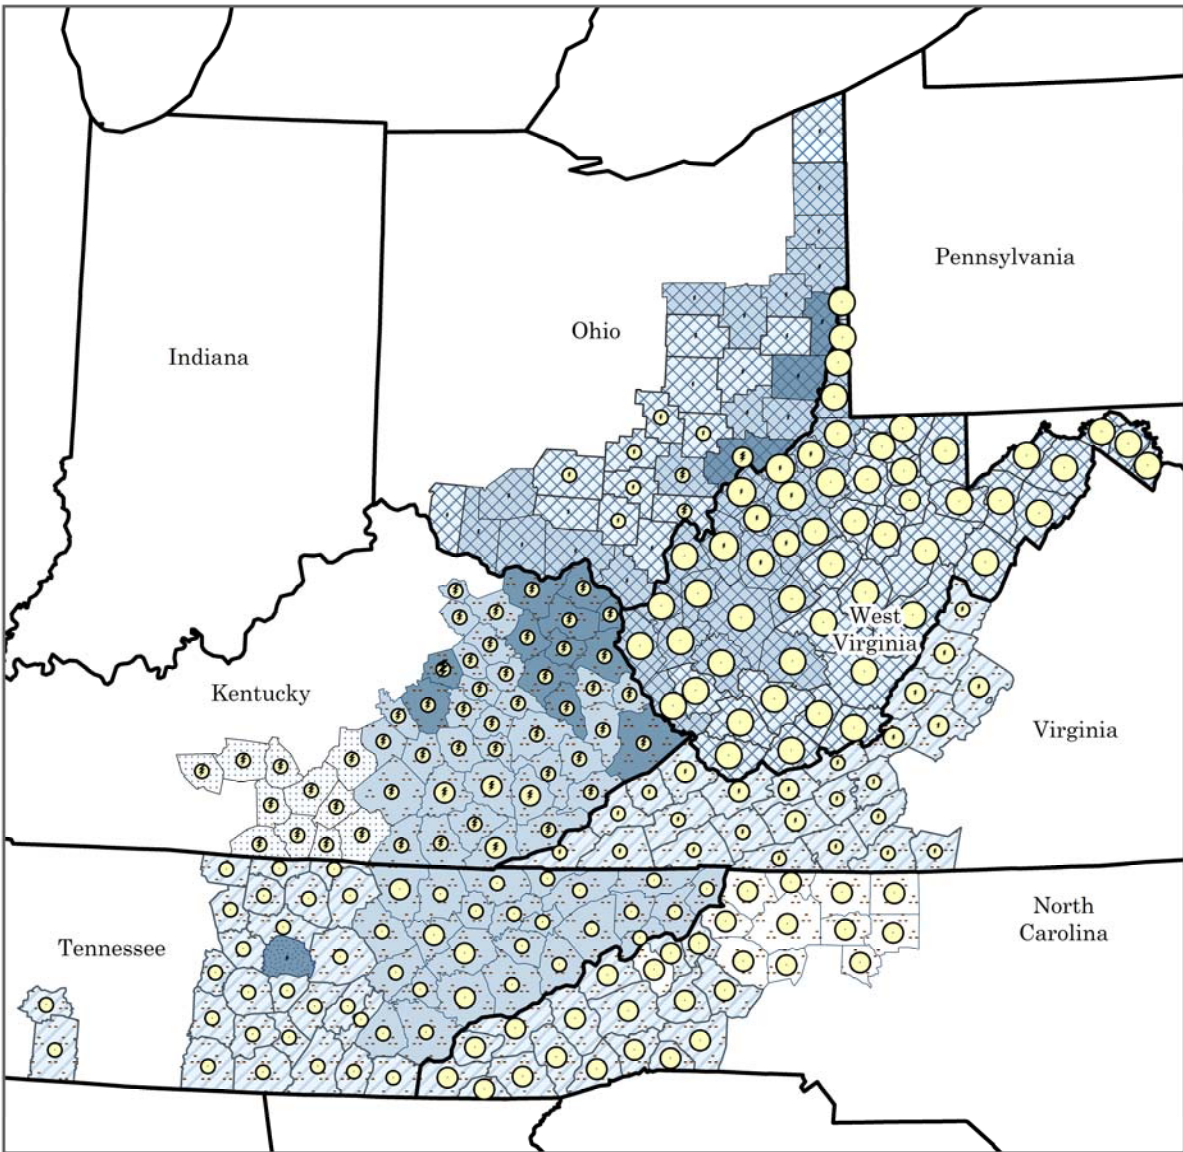 Pennsylvania
Ohio
Indiana
West
Virginia
Kentucky
Virginia
North
Carolina
Tennessee